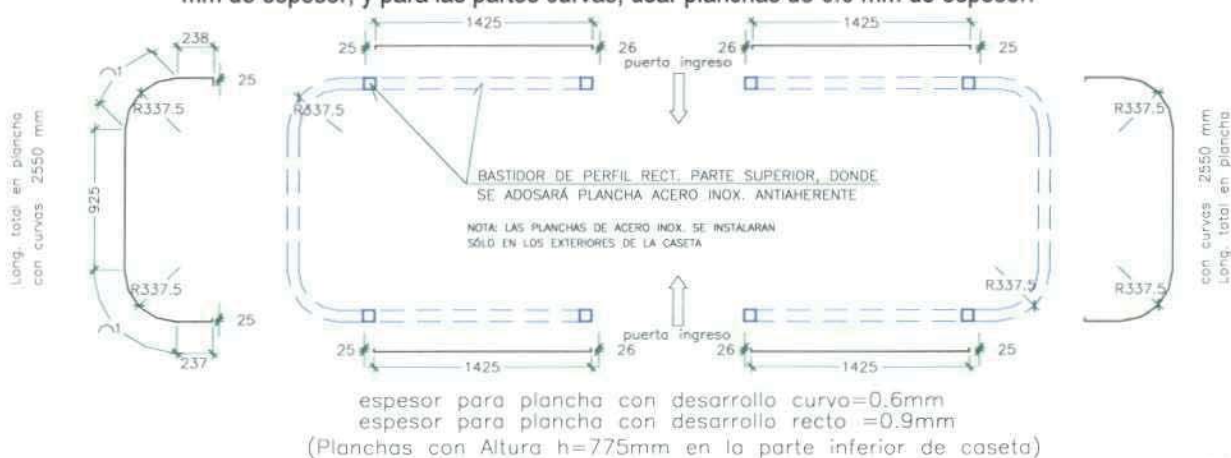 mm de espesor, y para las partes curvas, usar planchas de 0.6 mm de espesor.
1425
1425
238
25
25
26
26
25
puerta ingreso
R337.5
R337.5
R337.5
Long. total en plancha
con curvas 2550 mm
925
BASTIDOR DE PERFIL RECT. PARTE SUPERIOR, DONDE
SE ADOSARÁ PLANCHA ACERO INOX. ANTIAHERENTE
NOTA: LAS PLANCHAS DE ACERO INOX. SE INSTALARAN
SÓLO EN LOS EXTERIORES DE LA CASETA
con curvas 2550 mm
Long. total en plancha
R337.5
R337.5
R337.5
25
237
puerta ingreso
25
26
26
25
1425
1425
espesor para plancha con desarrollo curvo=0.6mm
espesor para plancha con desarrollo recto =0.9mm
(Planchas con Altura h=775mm en la parte inferior de caseta)